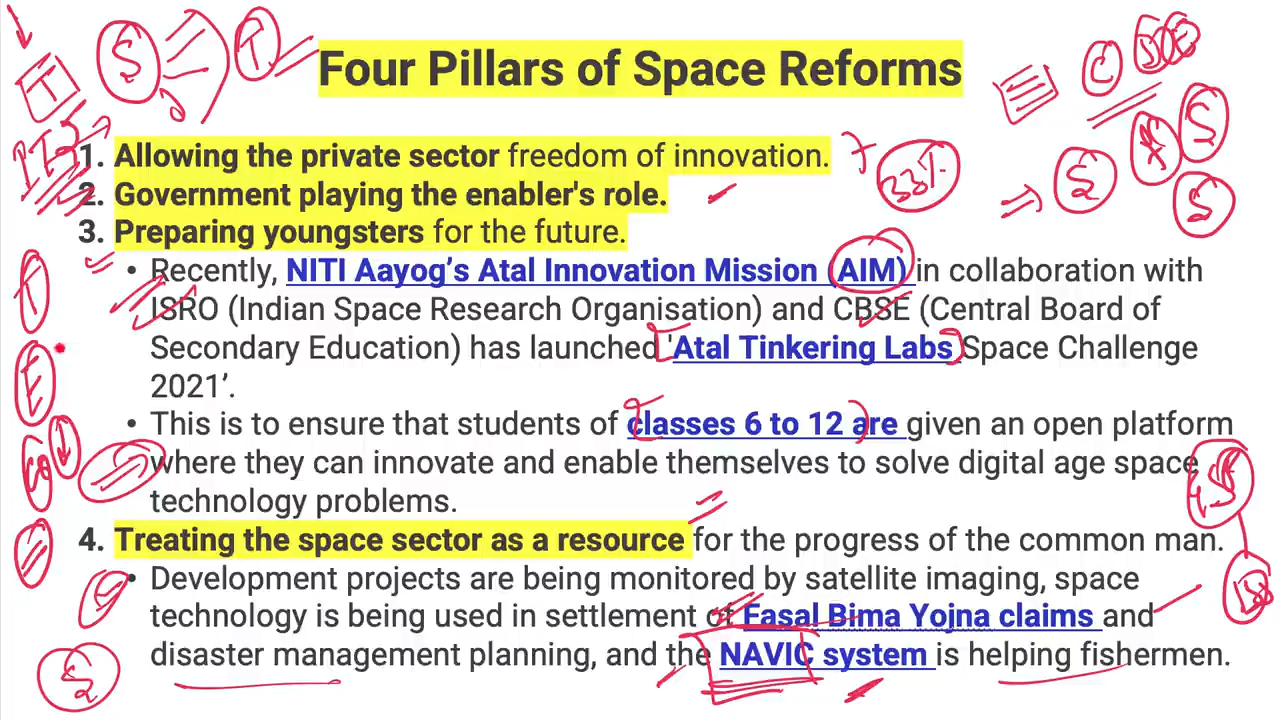 Four Pillars of Space Reforms
1. Allowing the private sector freedom of innovation.
33%
2. Government playing the enabler's role.
3. Preparing youngsters for the future.
• Recently, NITI Aayog's Atal Innovation Mission (AIM) in collaboration with
ISRO (Indian Space Research Organisation) and CBSE (Central Board of
Secondary Education) has launched 'Atal Tinkering Labs Space Challenge
2021'.
• This is to ensure that students of classes 6 to 12 are given an open platform
where they can innovate and enable themselves to solve digital age space
technology problems.
4. Treating the space sector as a resource for the progress of the common man.
• Development projects are being monitored by satellite imaging, space
technology is being used in settlement of Fasal Bima Yojna claims and
disaster management planning, and the NAVIC system is helping fishermen.